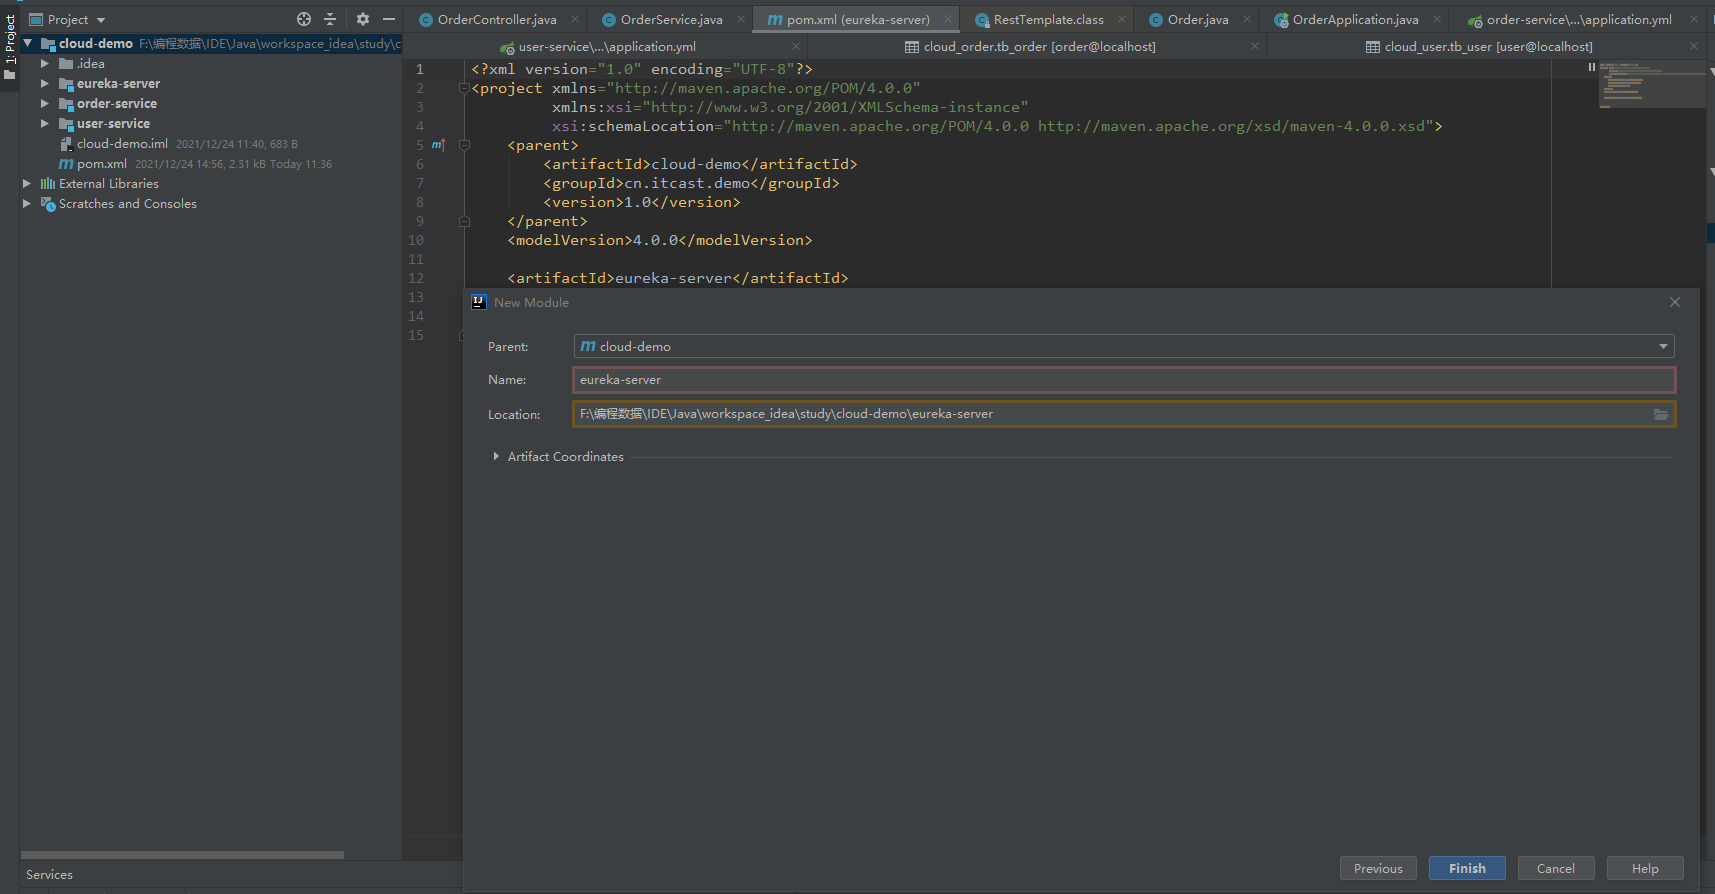 1: Project
Project
cloud-demo F:\编程数据\IDE\Java\workspace_idea\study\c
.idea
eureka-server
order-service
user-service
cloud-demo.iml 2021/12/24 11:40, 683 B
pom.xml 2021/12/24 14:56, 2.31 kB Today 11:36
External Libraries
Scratches and Consoles
Services
OrderController.java
OrderService.java
pom.xml (eureka-server)
RestTemplate.class
Order.java
OrderApplication.java
order-service\...\application.yml
user-service\...\application.yml
cloud_order.tb_order [order@localhost]
cloud_user.tb_user [user@localhost]
1 <?xml version="1.0" encoding="UTF-8"?>
2 <project xmlns="http://maven.apache.org/POM/4.0.0"
3 xmlns:xsi="http://www.w3.org/2001/XMLSchema-instance"
4 xsi:schemaLocation="http://maven.apache.org/POM/4.0.0 http://maven.apache.org/xsd/maven-4.0.0.xsd">
5 <parent>
6 <artifactId>cloud-demo</artifactId>
7 <groupId>cn.itcast.demo</groupId>
8 <version>1.0</version>
9 </parent>
10 <modelVersion>4.0.0</modelVersion>
11
12 <artifactId>eureka-server</artifactId>
13
14
15
New Module
Parent: cloud-demo
Name: eureka-server
Location: F:\编程数据\IDE\Java\workspace_idea\study\cloud-demo\eureka-server
Artifact Coordinates
Previous
Finish
Cancel
Help